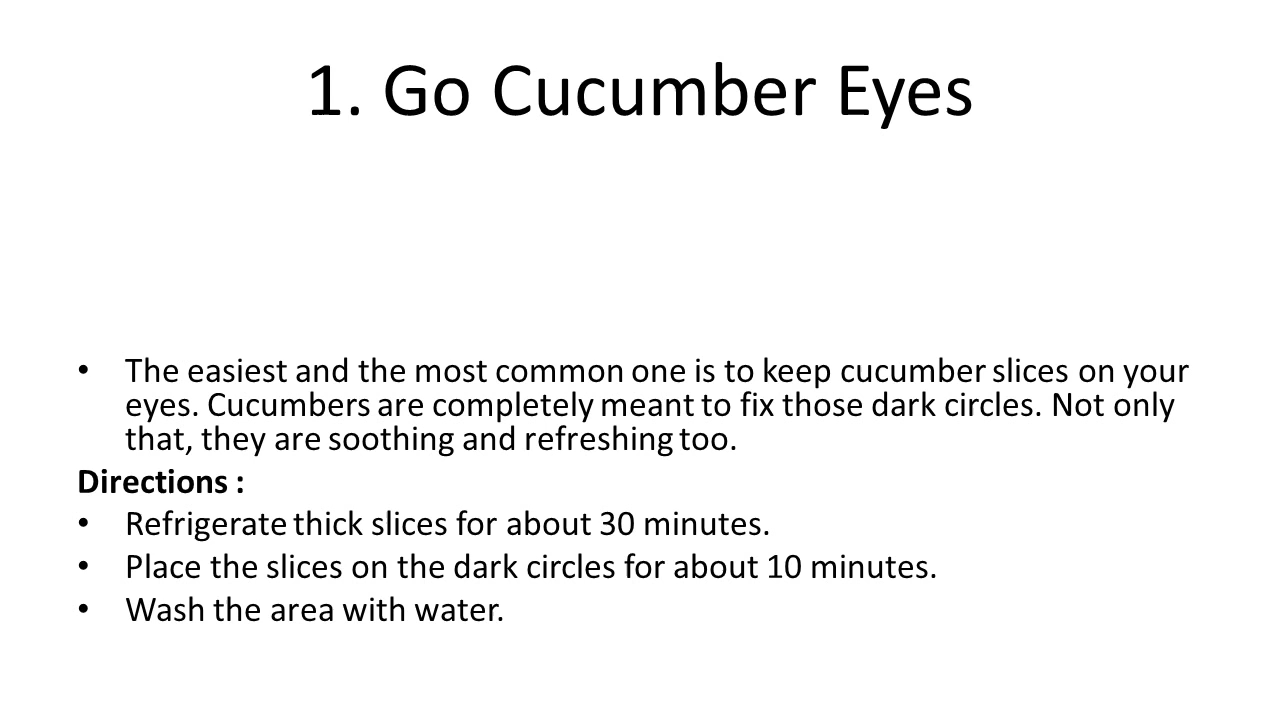 1. Go Cucumber Eyes
• The easiest and the most common one is to keep cucumber slices on your
eyes. Cucumbers are completely meant to fix those dark circles. Not only
that, they are soothing and refreshing too.
Directions :
• Refrigerate thick slices for about 30 minutes.
• Place the slices on the dark circles for about 10 minutes.
• Wash the area with water.